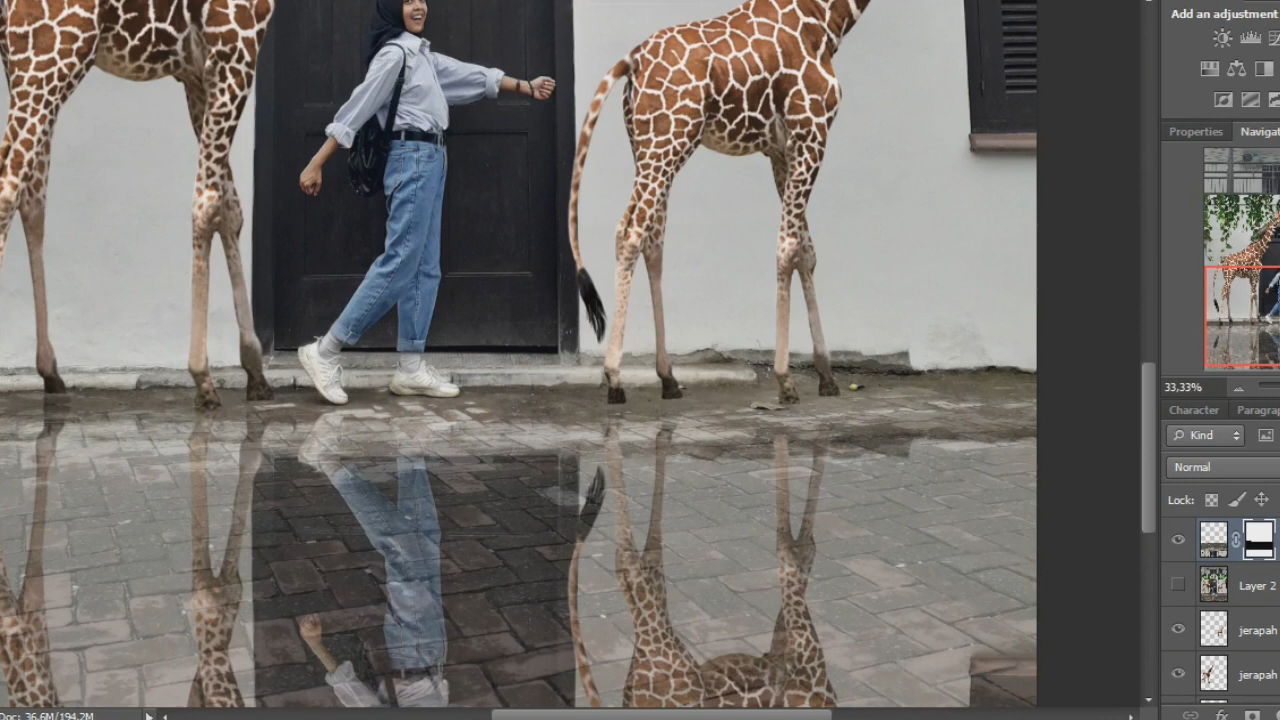 Add an adjustment
Properties
Navigat
33,33%
Character
Paragra
Kind
Normal
Lock:
Layer 2
jerapah
jerapah
Doc: 36,6M/194,2M
fx